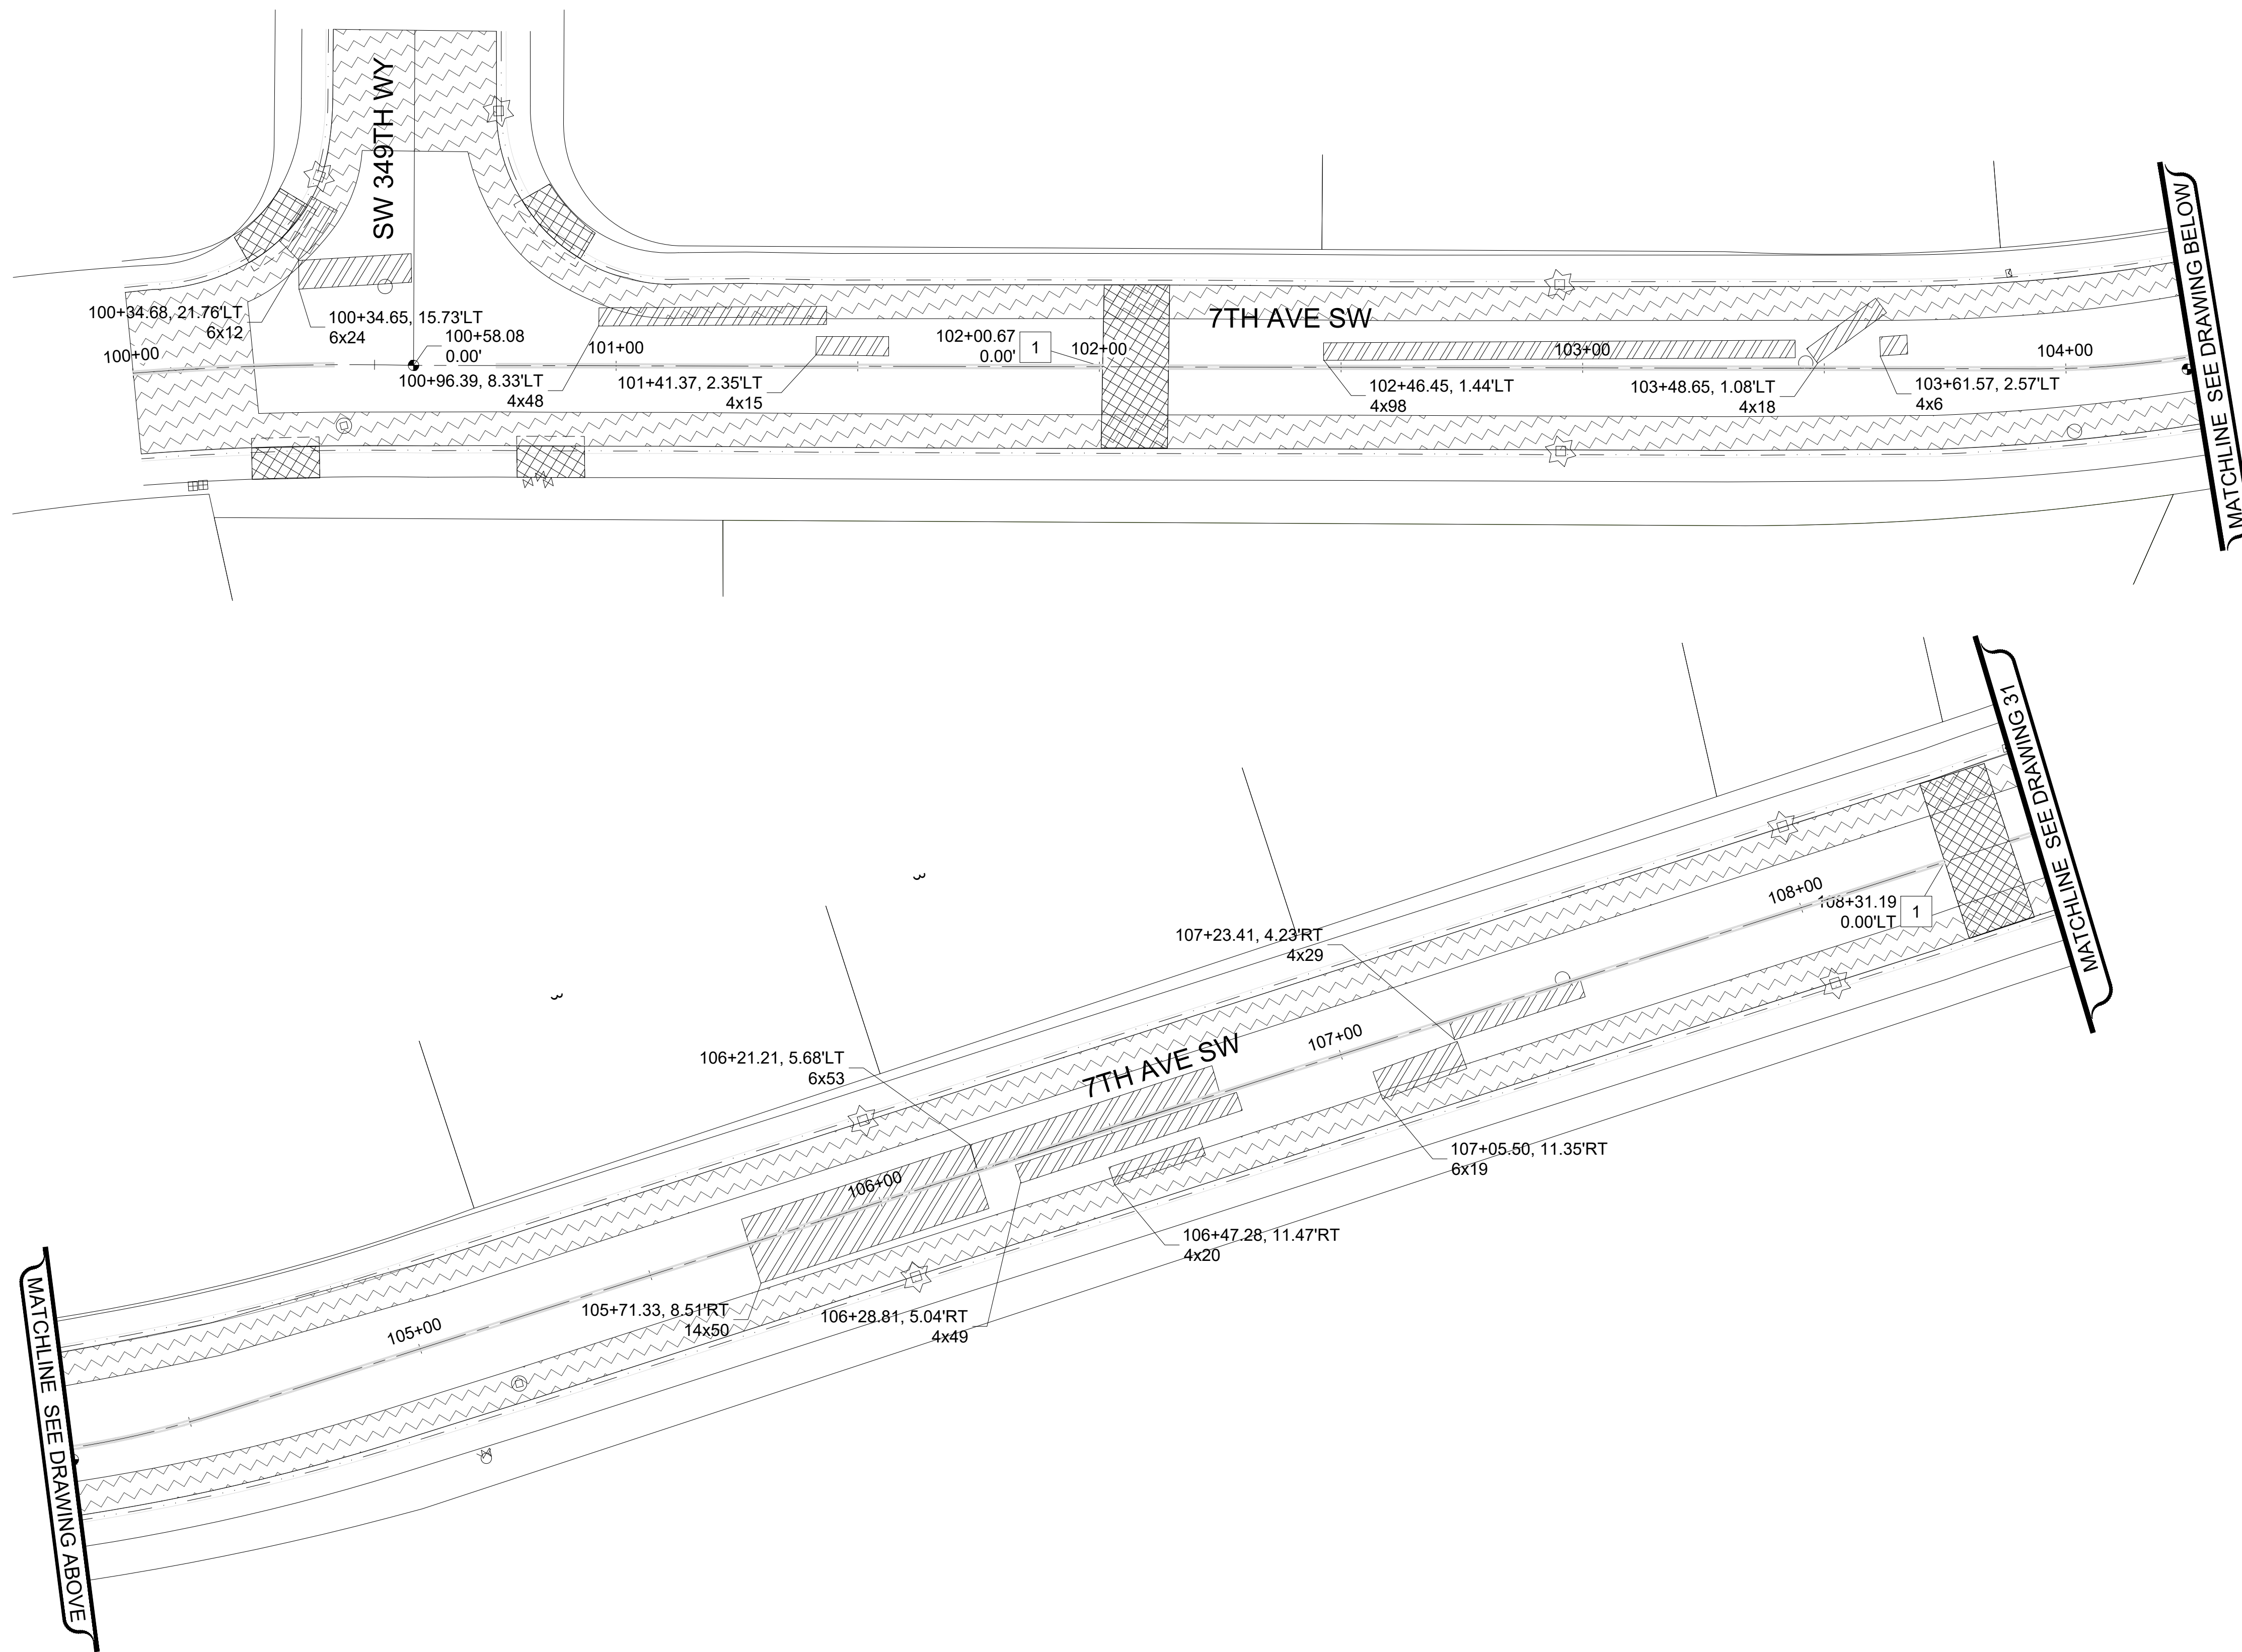 SW 349TH WY
100+34.68, 21.76'LT
6x12
100+34.65, 15.73'LT
6x24
100+00
100+58.08
0.00'
101+00
100+96.39, 8.33'LT
4x48
101+41.37, 2.35'LT
4x15
102+00.67
0.00'
1
102+00
7TH AVE SW
102+46.45, 1.44'LT
4x98
103+00
103+48.65, 1.08'LT
4x18
103+61.57, 2.57'LT
4x6
104+00
MATCHLINE SEE DRAWING BELOW
MATCHLINE SEE DRAWING ABOVE
105+00
105+71.33, 8.51'RT
14x50
106+00
106+21.21, 5.68'LT
6x53
106+28.81, 5.04'RT
4x49
7TH AVE SW
106+47.28, 11.47'RT
4x20
107+00
107+23.41, 4.23'RT
4x29
107+05.50, 11.35'RT
6x19
108+00
108+31.19
0.00'LT
1
MATCHLINE SEE DRAWING 31